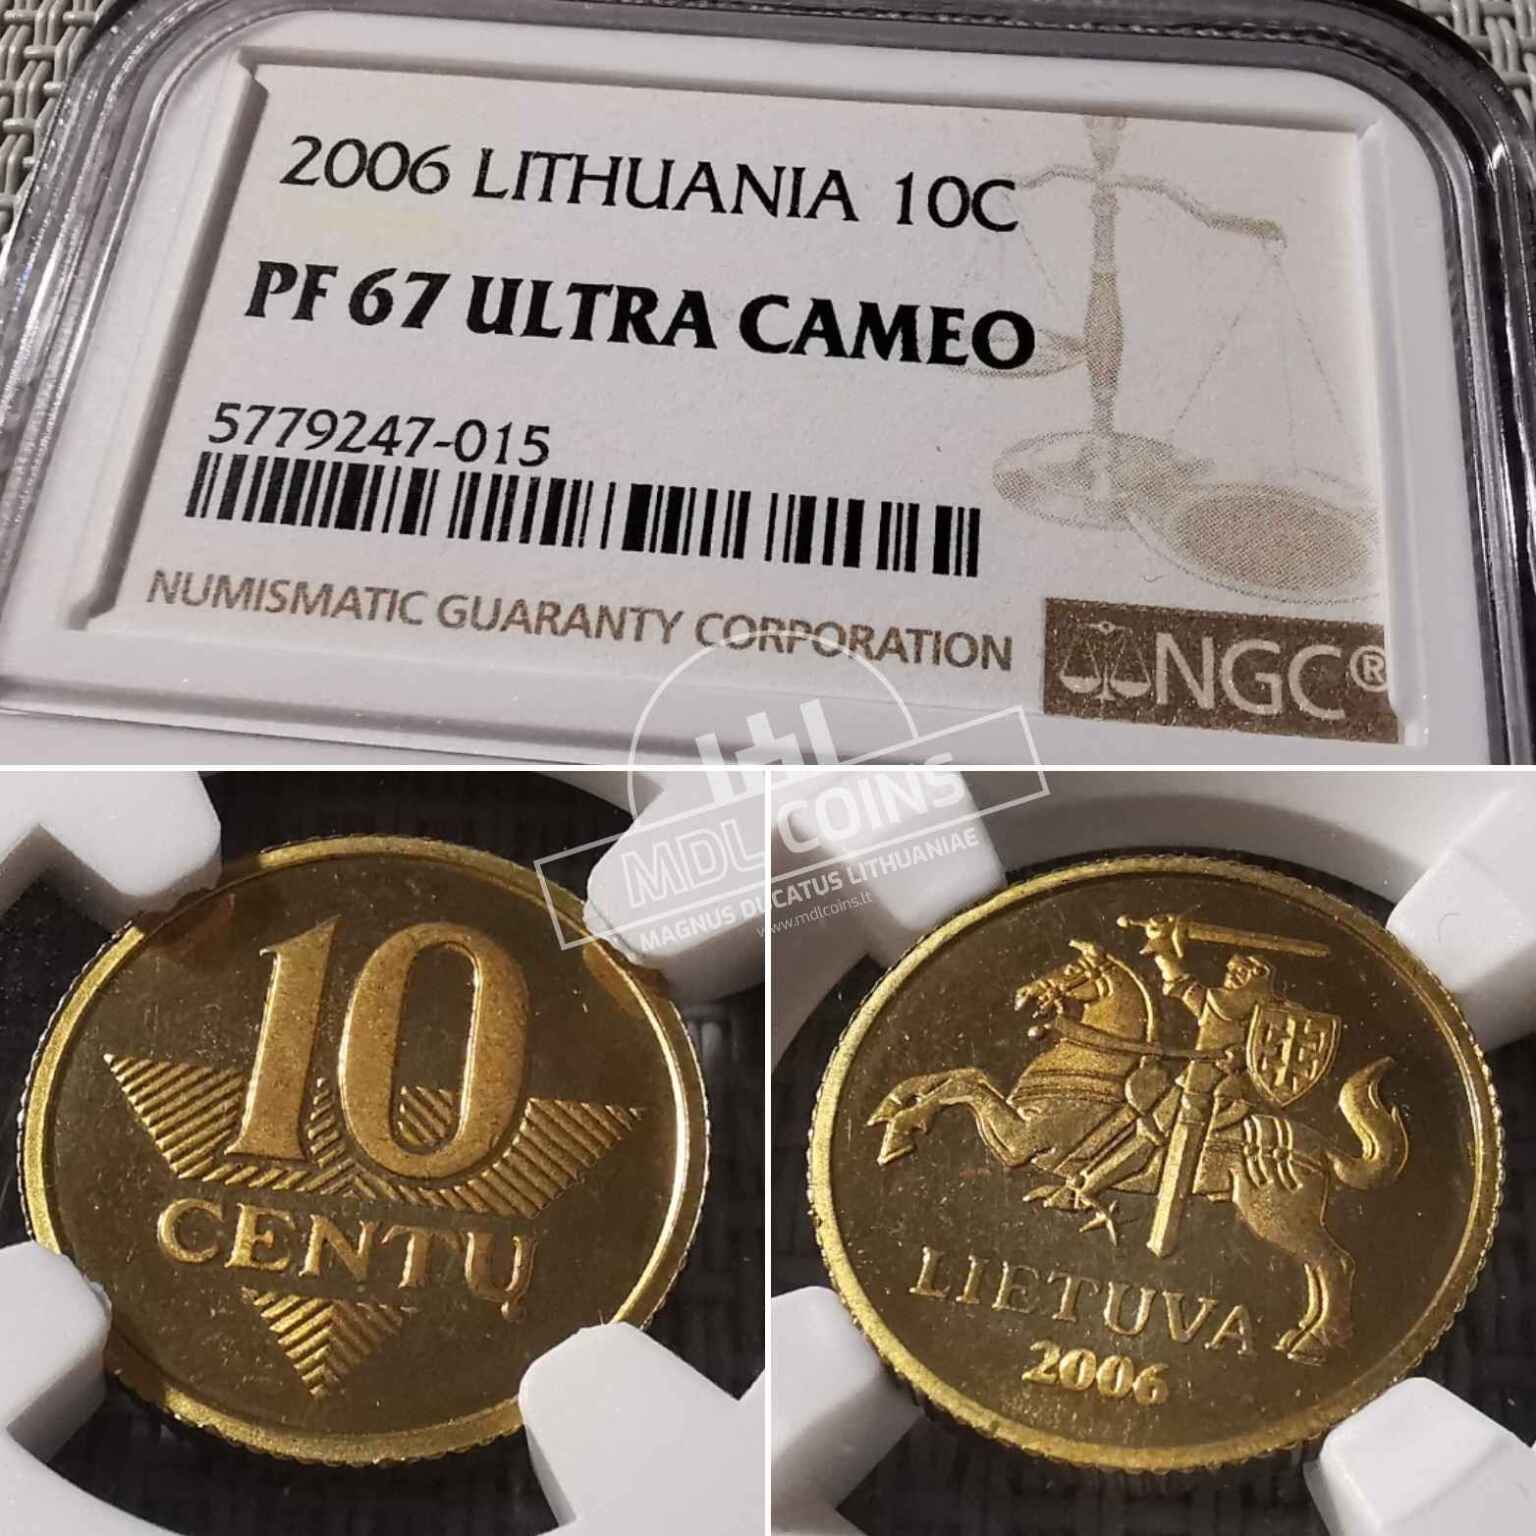 2006 LITHUANIA 10C
PF 67 ULTRA CAMEO
5779247-015
NUMISMATIC GUARANTY CORPORATION
NGC®
MDL COINS
MAGNUS DUCATUS LITHUANIAE
www.mdlcoins.lt
10
CENTŲ
LIETUVA
2006